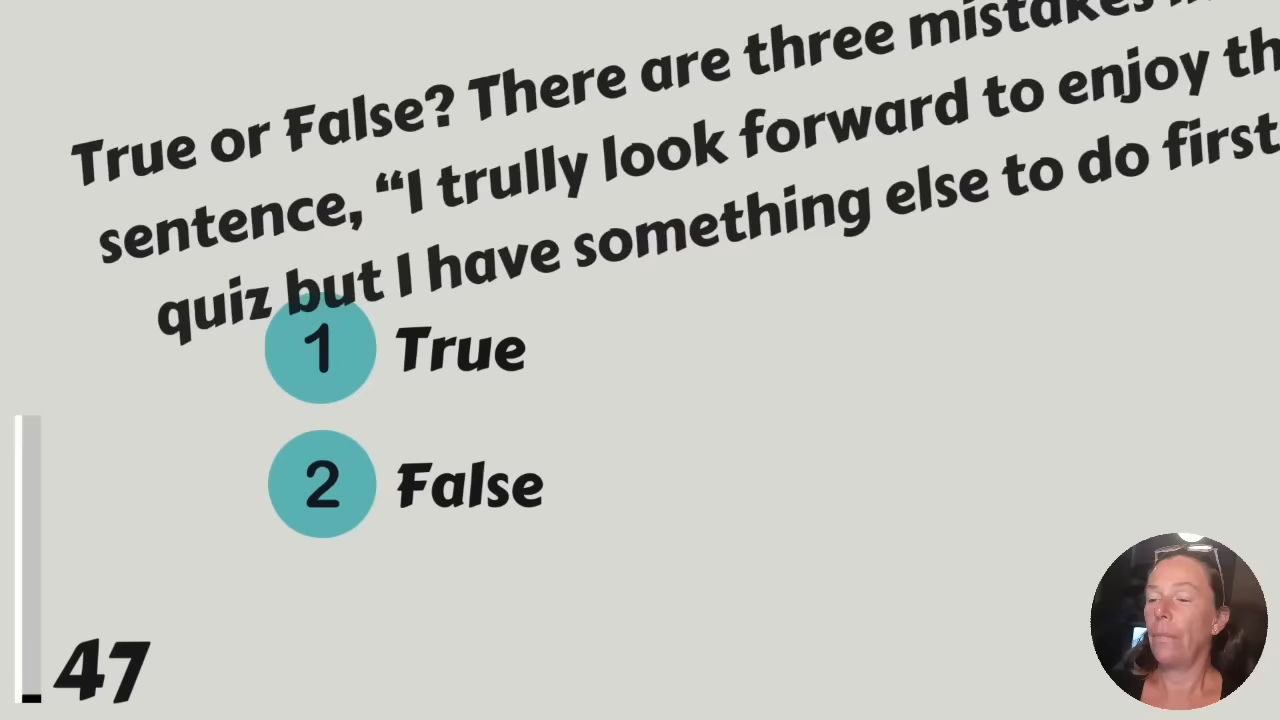 True or False? There are three mistakes
sentence, “I trully look forward to enjoy
quiz but I have something else to do first
1 True
2 False
47